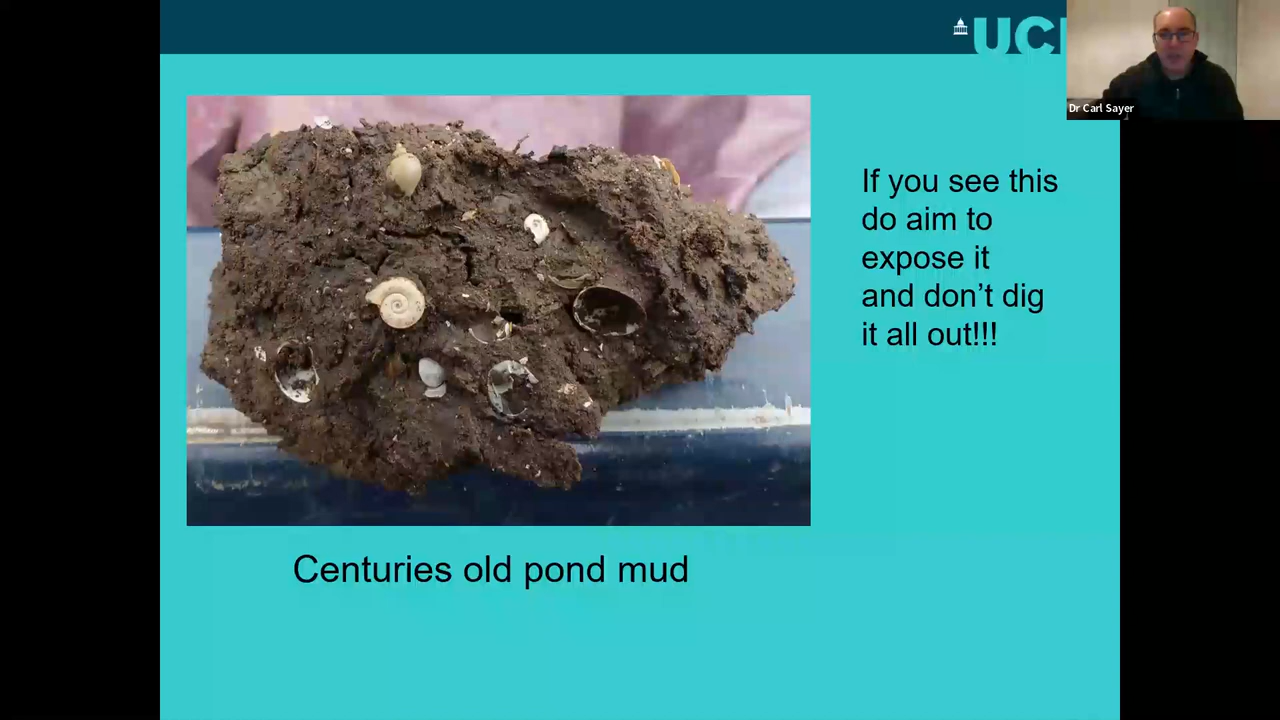 UCL
Dr Carl Sayer
If you see this
do aim to
expose it
and don’t dig
it all out!!!
Centuries old pond mud